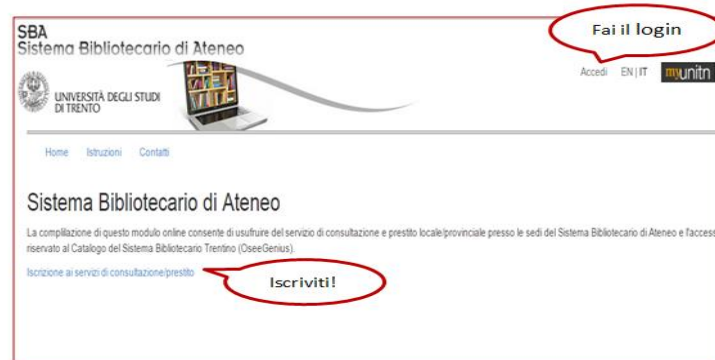 SBA
Sistema Bibliotecario di Ateneo
Fai il login
Accedi EN | IT myunitn
UNIVERSITÀ DEGLI STUDI
DI TRENTO
Home Istruzioni Contatti
Sistema Bibliotecario di Ateneo
La compilazione di questo modulo online consente di usufruire del servizio di consultazione e prestito locale/provinciale presso le sedi del Sistema Bibliotecario di Ateneo e l'access
riservato al Catalogo del Sistema Bibliotecario Trentino (OseeGenius).
Iscrizione ai servizi di consultazione/prestito
Iscriviti!